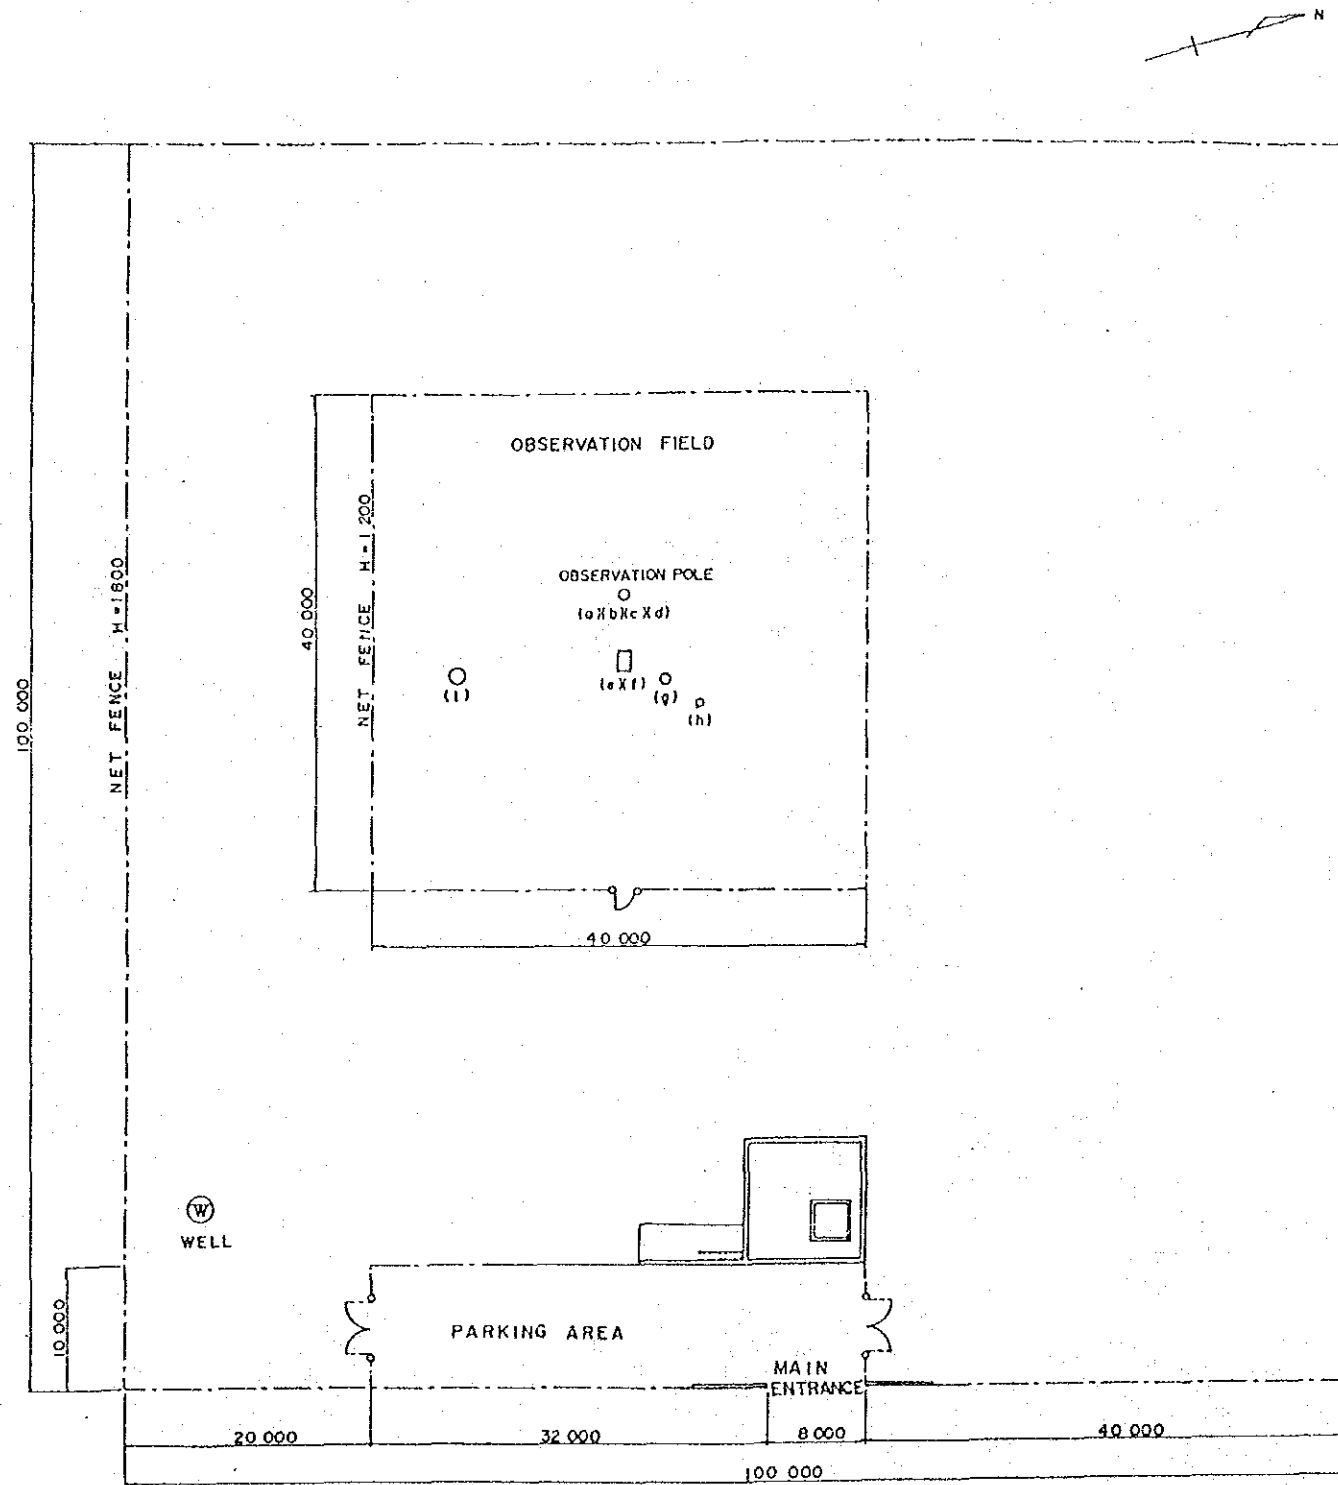 N
OBSERVATION FIELD
NET FENCE H=1800
NET FENCE H=1200
40 000
100 000
OBSERVATION POLE
(a)(b)(c)(d)
(e)(f)
(g)
(h)
(i)
40 000
W
WELL
10 000
PARKING AREA
MAIN
ENTRANCE
20 000
32 000
8 000
40 000
100 000